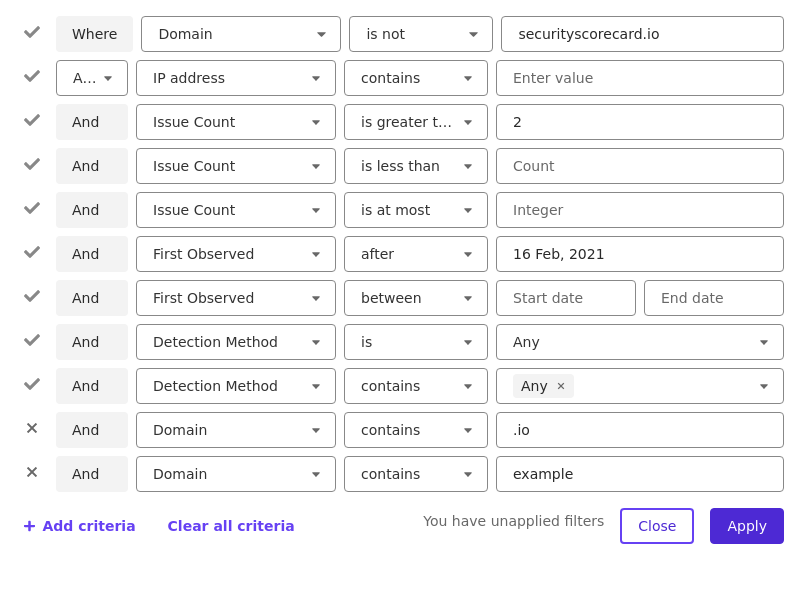 Where Domain is not securityscorecard.io
A... IP address contains Enter value
And Issue Count is greater t... 2
And Issue Count is less than Count
And Issue Count is at most Integer
And First Observed after 16 Feb, 2021
And First Observed between Start date End date
And Detection Method is Any
And Detection Method contains Any ×
And Domain contains .io
And Domain contains example
+ Add criteria Clear all criteria You have unapplied filters Close Apply